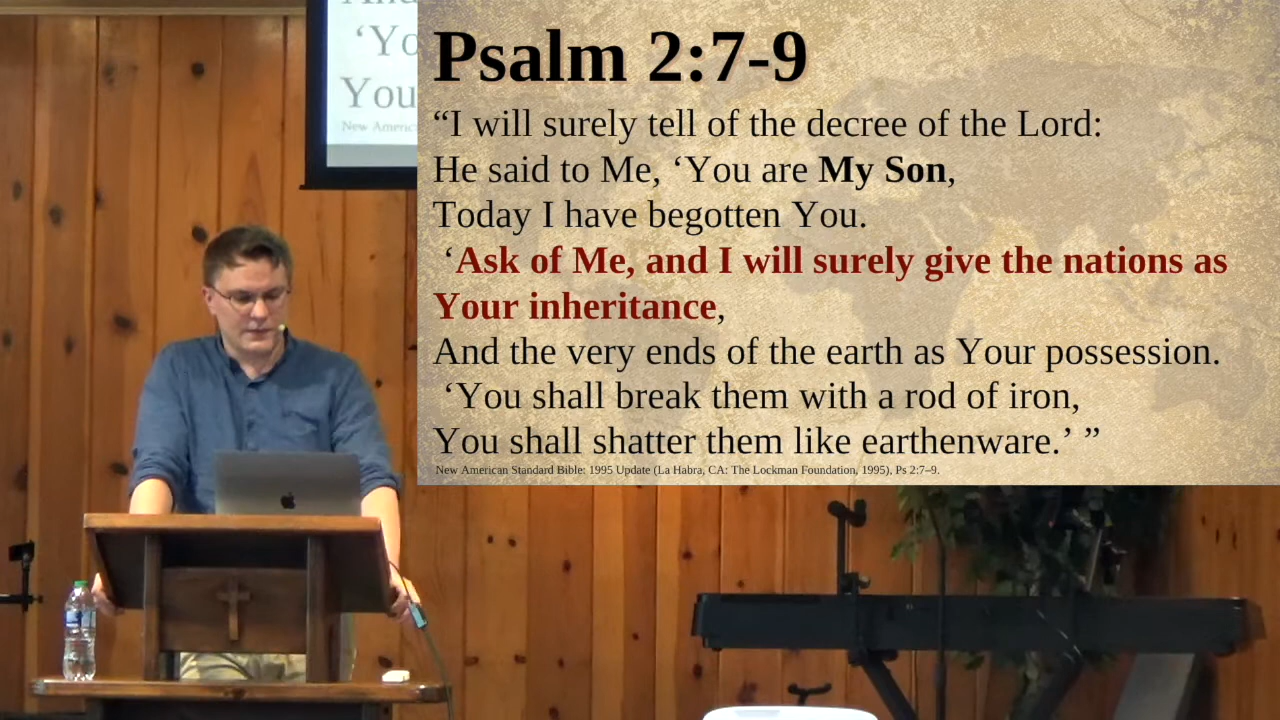 ‘Yo
You
New Americ
Psalm 2:7-9
“I will surely tell of the decree of the Lord:
He said to Me, ‘You are My Son,
Today I have begotten You.
‘Ask of Me, and I will surely give the nations as
Your inheritance,
And the very ends of the earth as Your possession.
‘You shall break them with a rod of iron,
You shall shatter them like earthenware.’ ”
New American Standard Bible: 1995 Update (La Habra, CA: The Lockman Foundation, 1995), Ps 2:7–9.